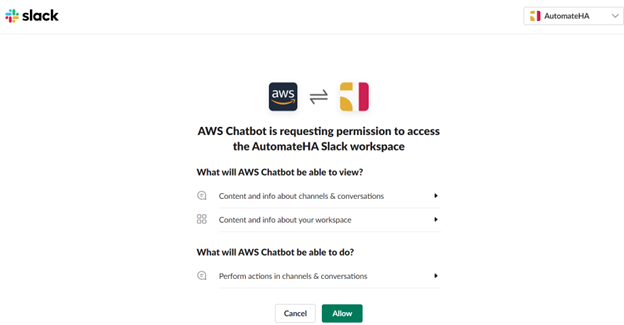 slack
AutomateHA
aws
AWS Chatbot is requesting permission to access
the AutomateHA Slack workspace
What will AWS Chatbot be able to view?
Content and info about channels & conversations
Content and info about your workspace
What will AWS Chatbot be able to do?
Perform actions in channels & conversations
Cancel
Allow